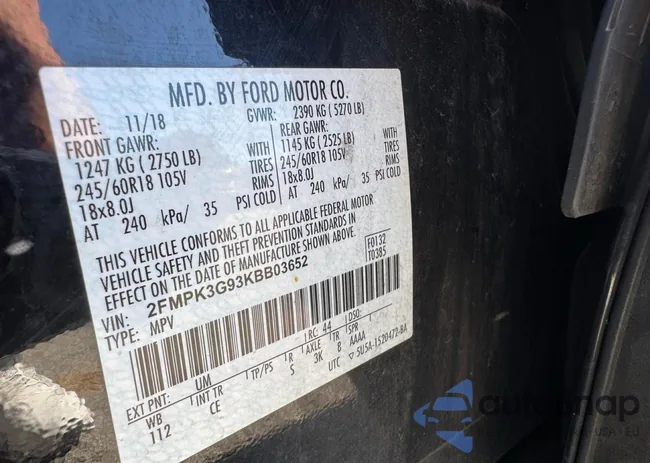 MFD. BY FORD MOTOR CO.
DATE: 11/18 GVWR: 2390 KG ( 5270 LB)
FRONT GAWR: REAR GAWR:
1247 KG ( 2750 LB) WITH 1145 KG ( 2525 LB) WITH
245/60R18 105V TIRES 245/60R18 105V TIRES
18x8.0J RIMS 18x8.0J RIMS
AT 240 kPa/ 35 PSI COLD AT 240 kPa/ 35 PSI COLD
THIS VEHICLE CONFORMS TO ALL APPLICABLE FEDERAL MOTOR
VEHICLE SAFETY AND THEFT PREVENTION STANDARDS IN
EFFECT ON THE DATE OF MANUFACTURE SHOWN ABOVE.
F0132
T0385
VIN: 2FMPK3G93KBB03652
TYPE: MPV
EXT PNT: UM RC: 44 DSO:
WB INT TR TP/PS R AXLE TR SPR
112 CE S 3K 8 AAAA
UTC 5U5A-1520472-BA